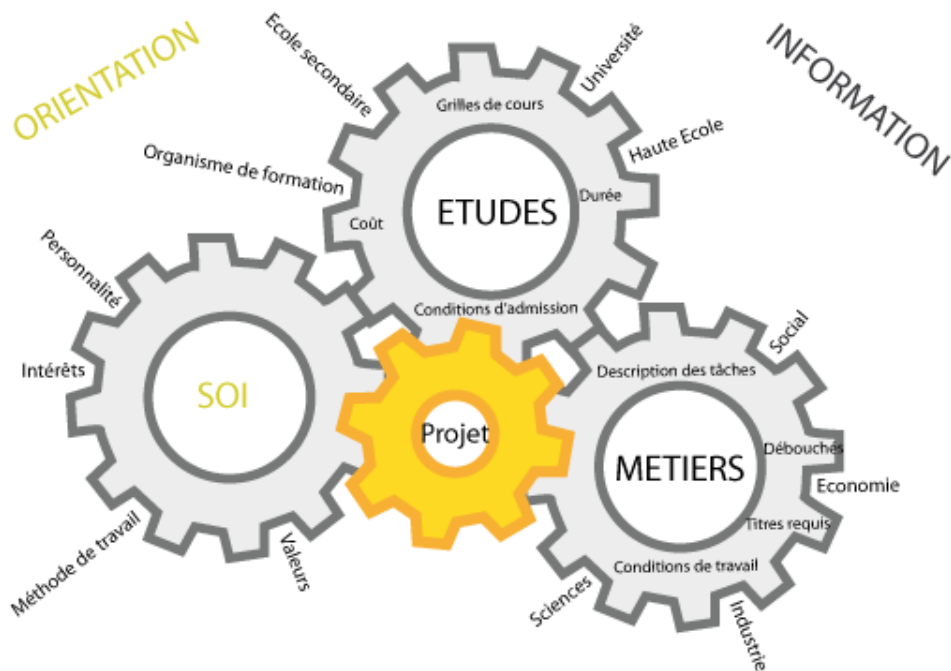 ORIENTATION
INFORMATION
Ecole secondaire
Université
Grilles de cours
Haute Ecole
Organisme de formation
Durée
ETUDES
Coût
Personnalité
Conditions d'admission
Social
Intérêts
Description des tâches
SOI
Projet
Débouchés
METIERS
Economie
Titres requis
Méthode de travail
Valeurs
Conditions de travail
Sciences
Industrie